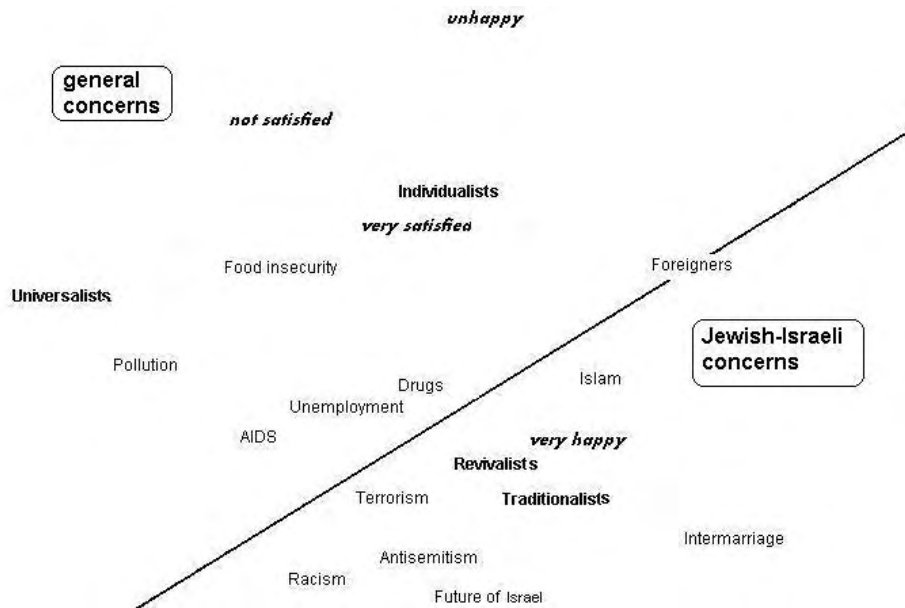 unhappy
general
concerns
not satisfied
Individualists
very satisfied
Food insecurity
Foreigners
Universalists
Jewish-Israeli
concerns
Pollution
Islam
Drugs
Unemployment
AIDS
very happy
Revivalists
Terrorism
Traditionalists
Intermarriage
Antisemitism
Racism
Future of Israel